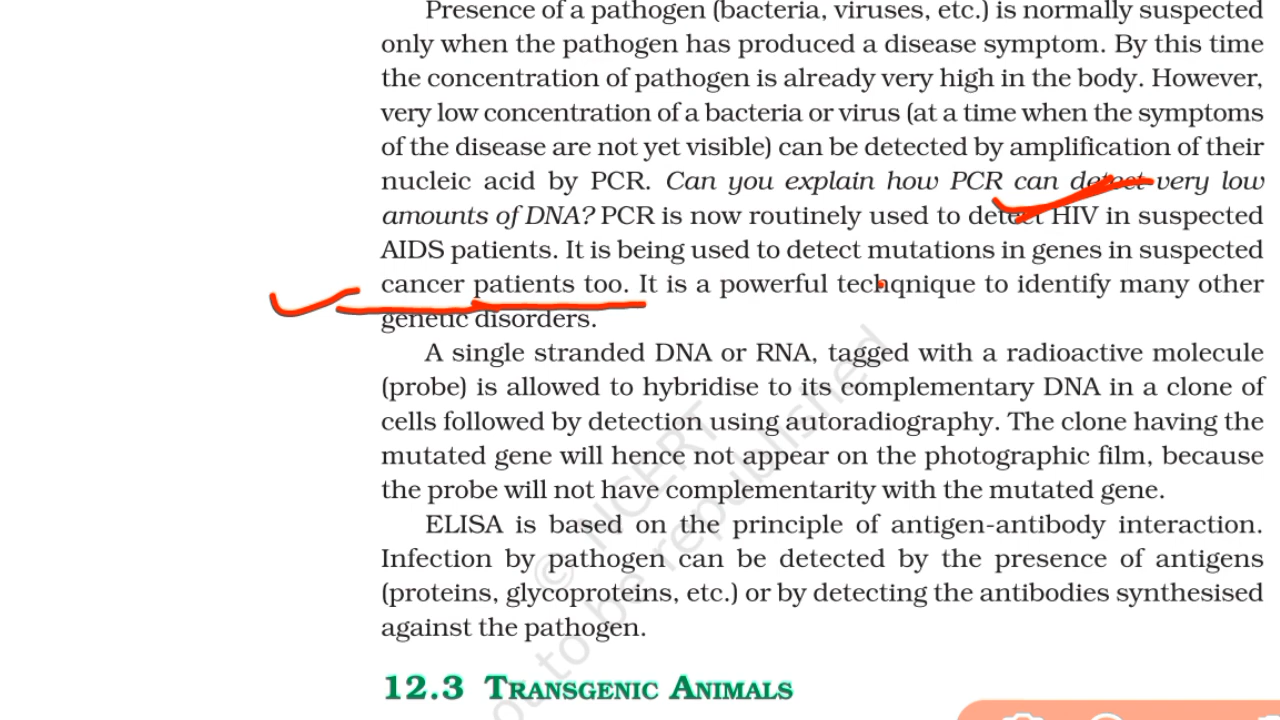 Presence of a pathogen (bacteria, viruses, etc.) is normally suspected
only when the pathogen has produced a disease symptom. By this time
the concentration of pathogen is already very high in the body. However,
very low concentration of a bacteria or virus (at a time when the symptoms
of the disease are not yet visible) can be detected by amplification of their
nucleic acid by PCR. Can you explain how PCR can detect very low
amounts of DNA? PCR is now routinely used to detect HIV in suspected
AIDS patients. It is being used to detect mutations in genes in suspected
cancer patients too. It is a powerful techqnique to identify many other
genetic disorders.
A single stranded DNA or RNA, tagged with a radioactive molecule
(probe) is allowed to hybridise to its complementary DNA in a clone of
cells followed by detection using autoradiography. The clone having the
mutated gene will hence not appear on the photographic film, because
the probe will not have complementarity with the mutated gene.
ELISA is based on the principle of antigen-antibody interaction.
Infection by pathogen can be detected by the presence of antigens
(proteins, glycoproteins, etc.) or by detecting the antibodies synthesised
against the pathogen.
12.3 TRANSGENIC ANIMALS
© NCERT
not to be republished